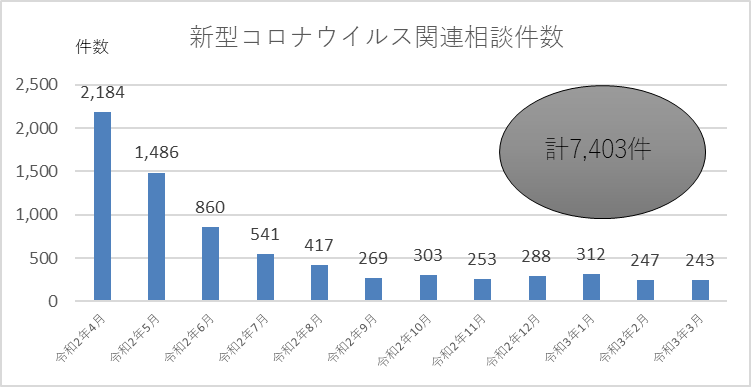 新型コロナウイルス関連相談件数
件数
2,500
2,000
1,500
1,000
500
0
2,184
1,486
860
541
417
269
303
253
288
312
247
243
計7,403件
令和2年4月
令和2年5月
令和2年6月
令和2年7月
令和2年8月
令和2年9月
令和2年10月
令和2年11月
令和2年12月
令和3年1月
令和3年2月
令和3年3月